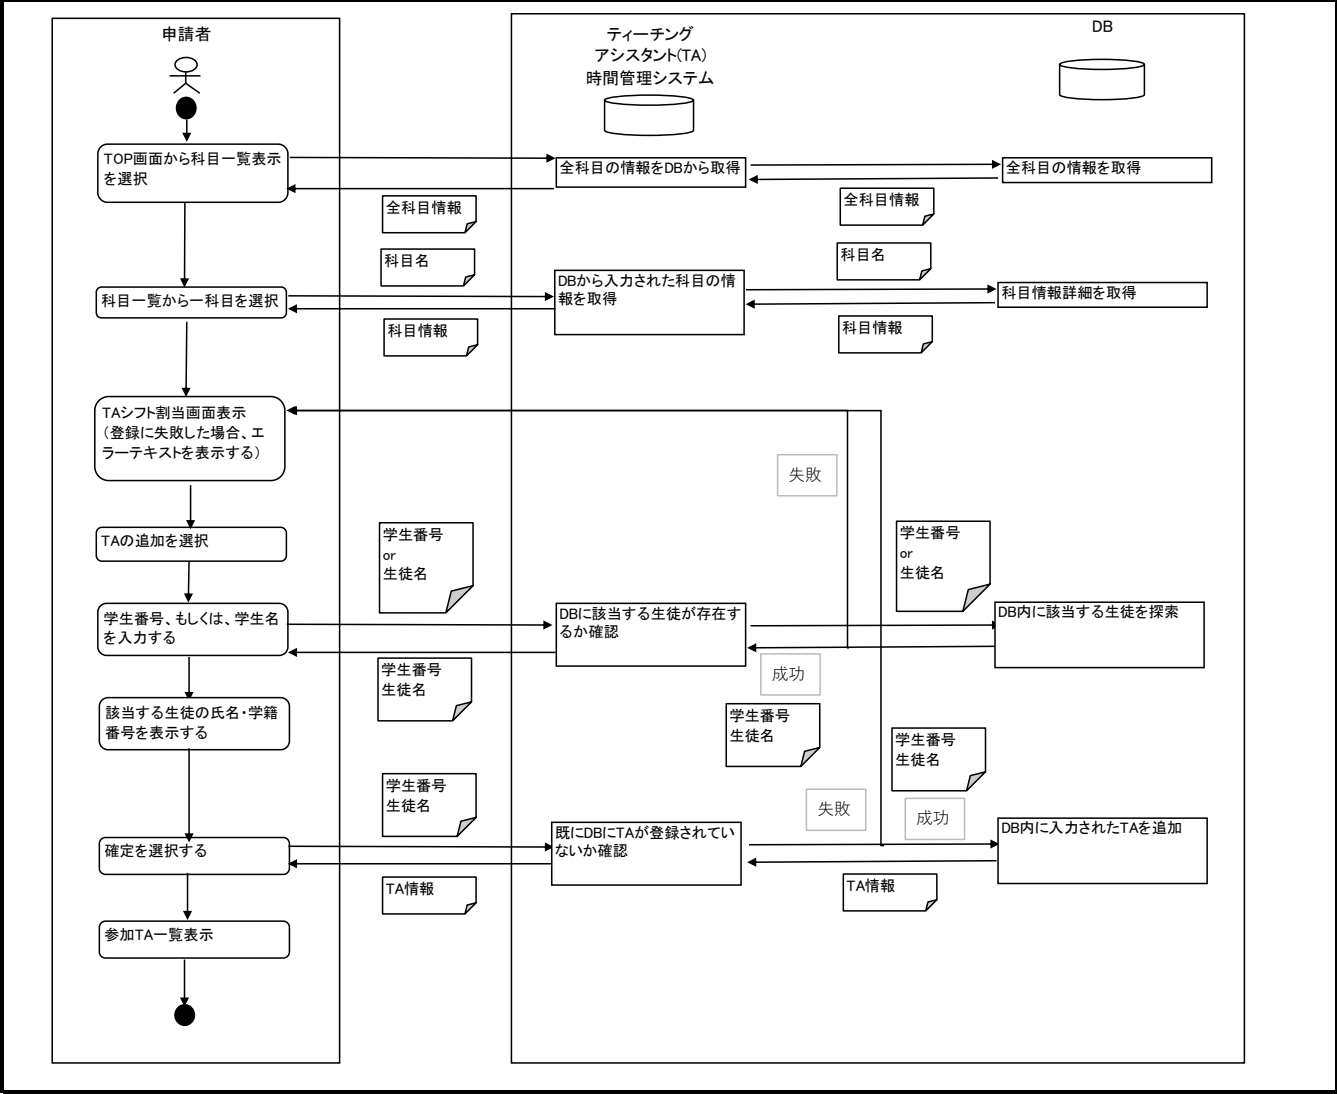 申請者
ティーチング
アシスタント(TA)
時間管理システム
DB
TOP画面から科目一覧表示
を選択
全科目の情報をDBから取得
全科目の情報を取得
全科目情報
全科目情報
科目名
科目名
科目一覧から一科目を選択
DBから入力された科目の情
報を取得
科目情報詳細を取得
科目情報
科目情報
TAシフト割当画面表示
（登録に失敗した場合、エ
ラーテキストを表示する）
失敗
TAの追加を選択
学生番号
or
生徒名
学生番号
or
生徒名
学生番号、もしくは、学生名
を入力する
DBに該当する生徒が存在す
るか確認
DB内に該当する生徒を探索
成功
学生番号
生徒名
該当する生徒の氏名・学籍
番号を表示する
学生番号
生徒名
学生番号
生徒名
学生番号
生徒名
失敗
成功
確定を選択する
既にDBにTAが登録されてい
ないか確認
DB内に入力されたTAを追加
TA情報
TA情報
参加TA一覧表示